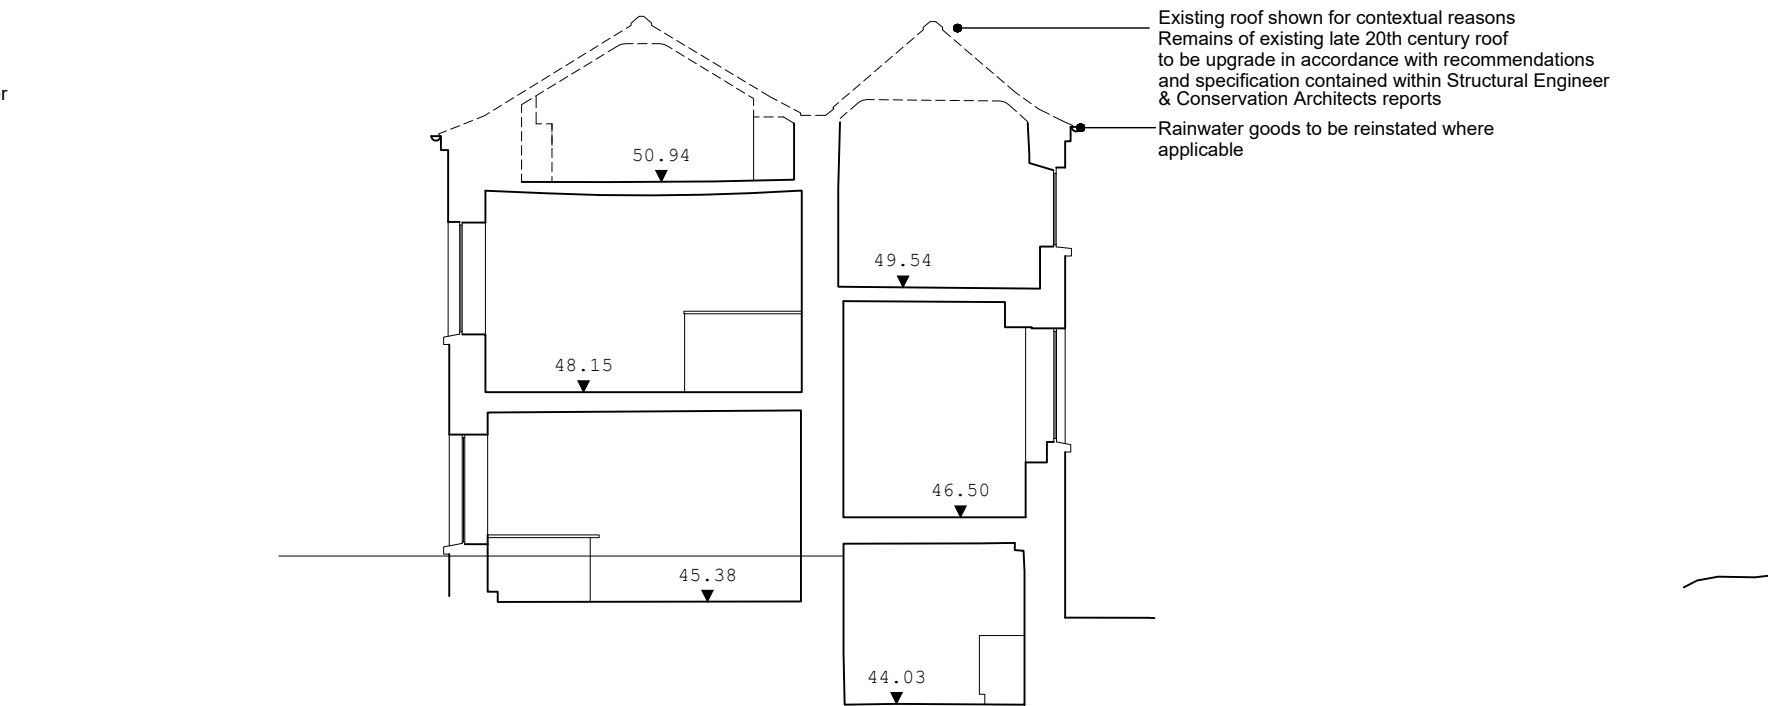 Existing roof shown for contextual reasons
Remains of existing late 20th century roof
to be upgrade in accordance with recommendations
and specification contained within Structural Engineer
& Conservation Architects reports
Rainwater goods to be reinstated where
applicable
r
50.94
49.54
48.15
46.50
45.38
44.03